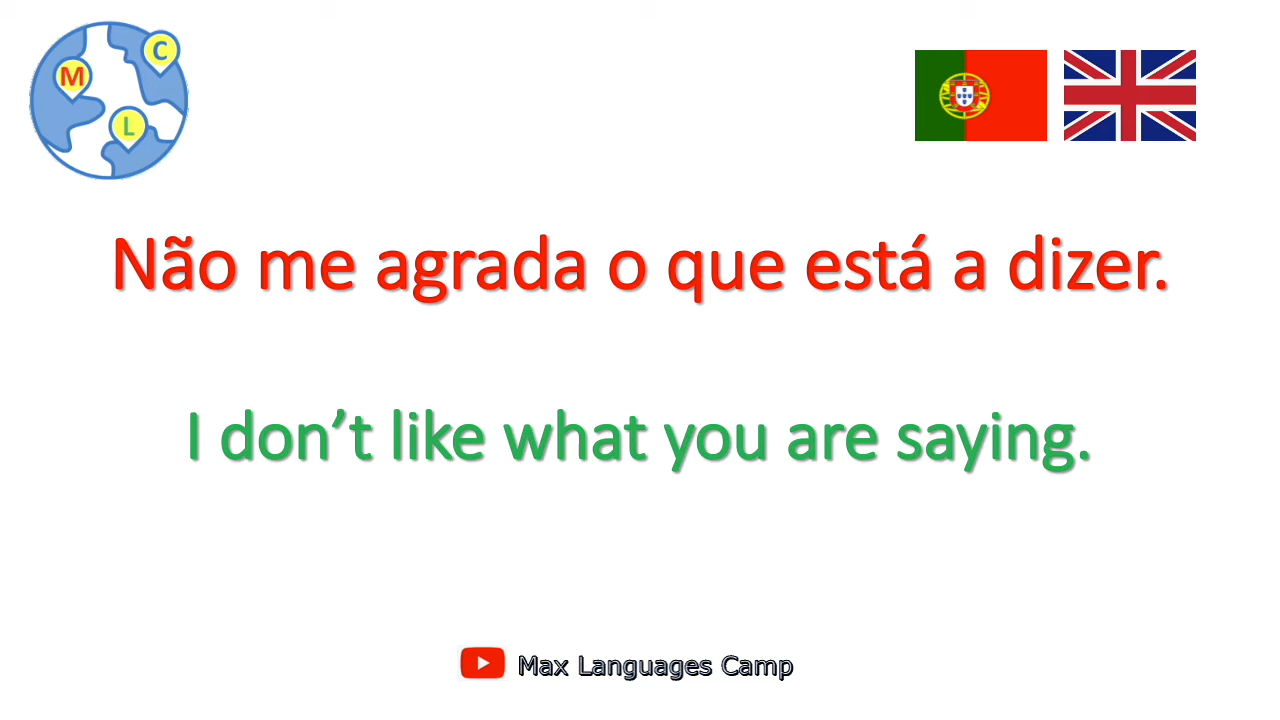 M
C
L
Não me agrada o que está a dizer.
I don’t like what you are saying.
Max Languages Camp